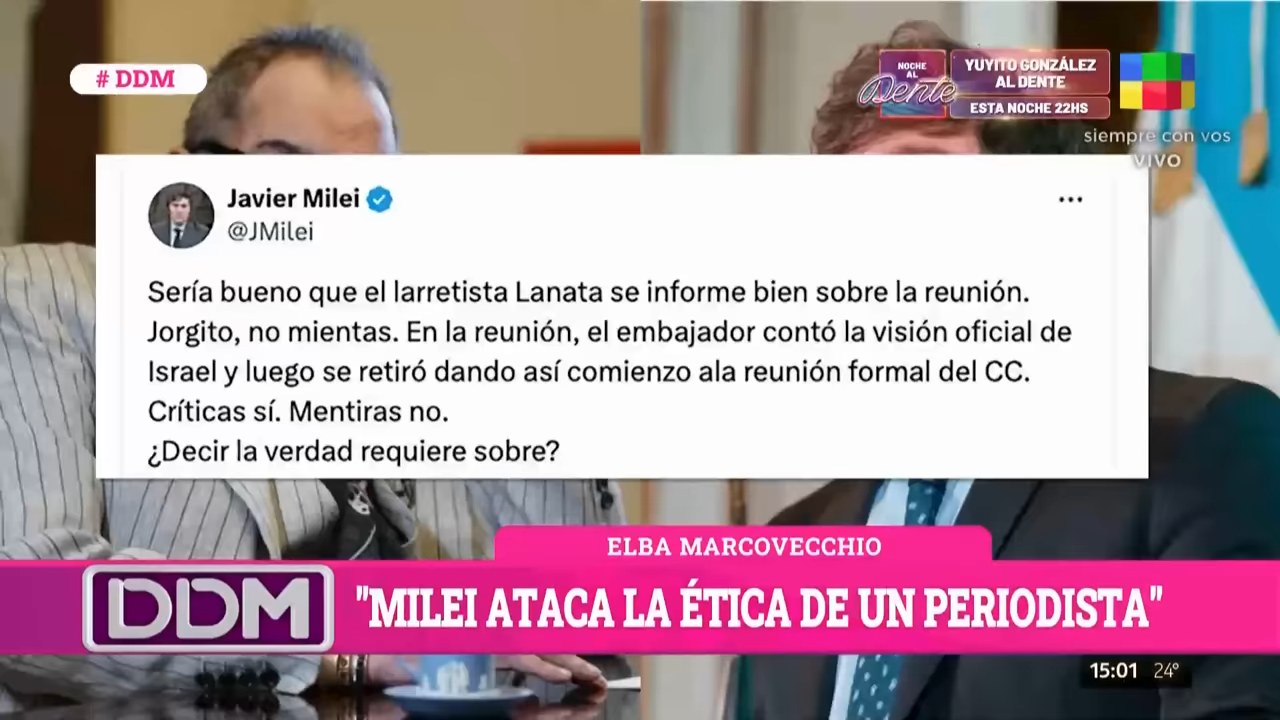 # DDM
NOCHE
AL
Dente
YUYITO GONZÁLEZ
AL DENTE
ESTA NOCHE 22HS
siempre con vos
VIVO
Javier Milei
@JMilei
Sería bueno que el larretista Lanata se informe bien sobre la reunión.
Jorgito, no mientas. En la reunión, el embajador contó la visión oficial de
Israel y luego se retiró dando así comienzo ala reunión formal del CC.
Críticas sí. Mentiras no.
¿Decir la verdad requiere sobre?
ELBA MARCOVECCHIO
DDM
"MILEI ATACA LA ÉTICA DE UN PERIODISTA"
15:01 24°